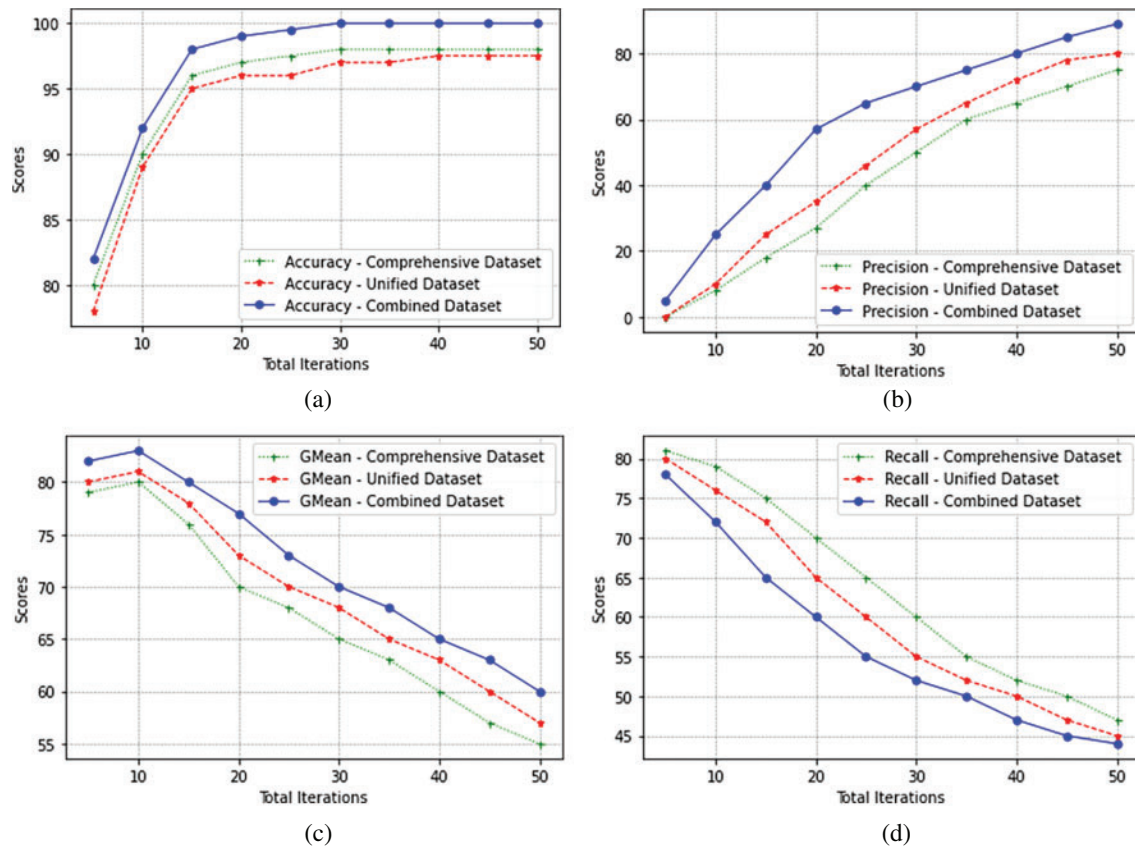 100
95
90
85
80
Scores
Accuracy - Comprehensive Dataset
Accuracy - Unified Dataset
Accuracy - Combined Dataset
10 20 30 40 50
Total Iterations
(a)
80
60
40
20
0
Scores
Precision - Comprehensive Dataset
Precision - Unified Dataset
Precision - Combined Dataset
10 20 30 40 50
Total Iterations
(b)
80
75
70
65
60
55
Scores
GMean - Comprehensive Dataset
GMean - Unified Dataset
GMean - Combined Dataset
10 20 30 40 50
Total Iterations
(c)
80
75
70
65
60
55
50
45
Scores
Recall - Comprehensive Dataset
Recall - Unified Dataset
Recall - Combined Dataset
10 20 30 40 50
Total Iterations
(d)